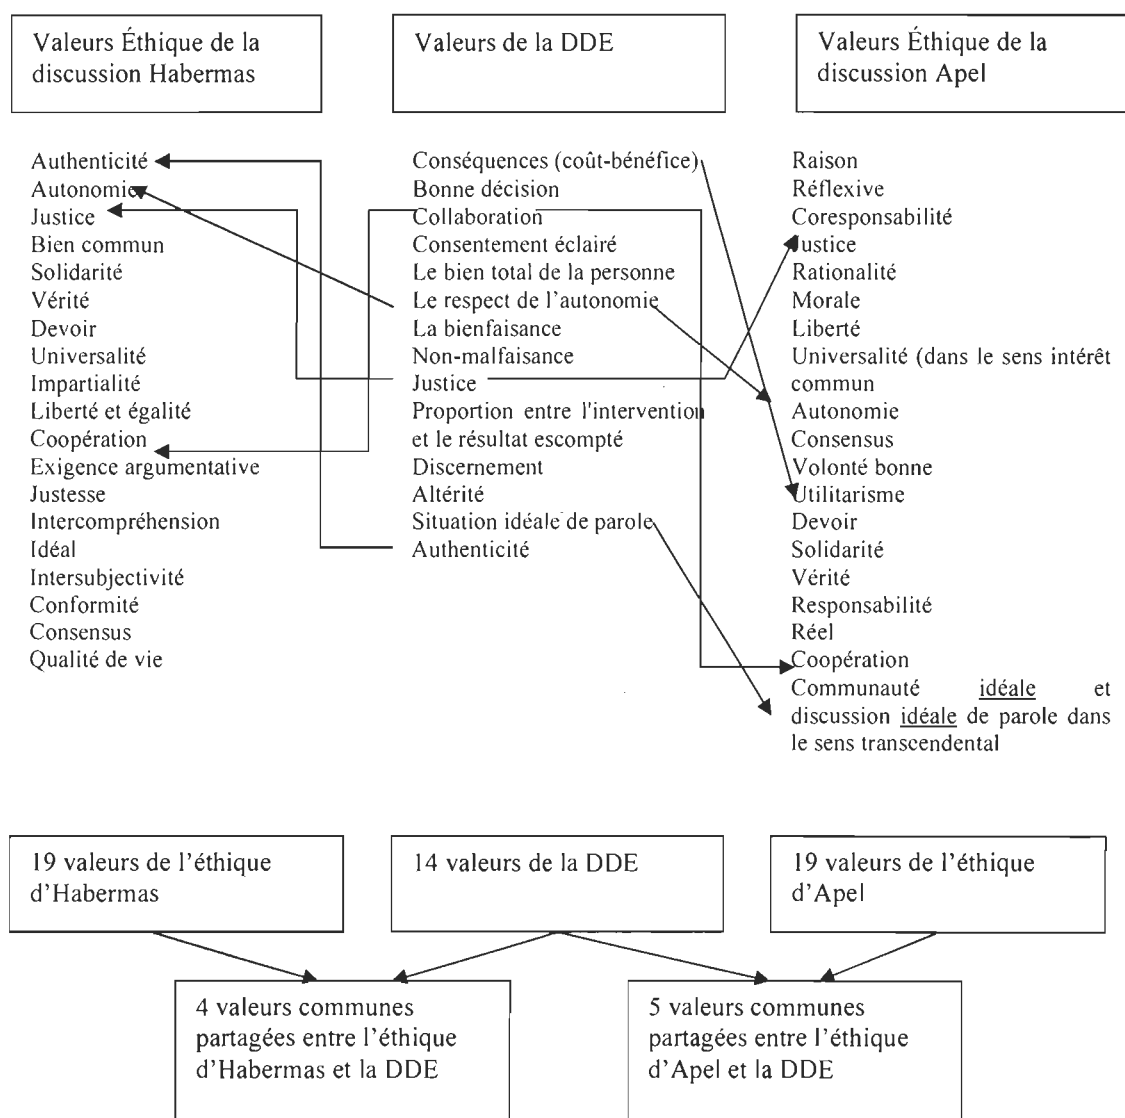 Valeurs Éthique de la
discussion Habermas
Valeurs de la DDE
Valeurs Éthique de la
discussion Apel
Authenticité
Autonomie
Justice
Bien commun
Solidarité
Vérité
Devoir
Universalité
Impartialité
Liberté et égalité
Coopération
Exigence argumentative
Justesse
Intercompréhension
Idéal
Intersubjectivité
Conformité
Consensus
Qualité de vie
Conséquences (coût-bénéfice)
Bonne décision
Collaboration
Consentement éclairé
Le bien total de la personne
Le respect de l'autonomie
La bienfaisance
Non-malfaisance
Justice
Proportion entre l'intervention
et le résultat escompté
Discernement
Altérité
Situation idéale de parole
Authenticité
Raison
Réflexive
Coresponsabilité
Justice
Rationalité
Morale
Liberté
Universalité (dans le sens intérêt
commun
Autonomie
Consensus
Volonté bonne
Utilitarisme
Devoir
Solidarité
Vérité
Responsabilité
Réel
Coopération
Communauté idéale et
discussion idéale de parole dans
le sens transcendental
19 valeurs de l'éthique
d'Habermas
14 valeurs de la DDE
19 valeurs de l'éthique
d'Apel
4 valeurs communes
partagées entre l'éthique
d'Habermas et la DDE
5 valeurs communes
partagées entre l'éthique
d'Apel et la DDE